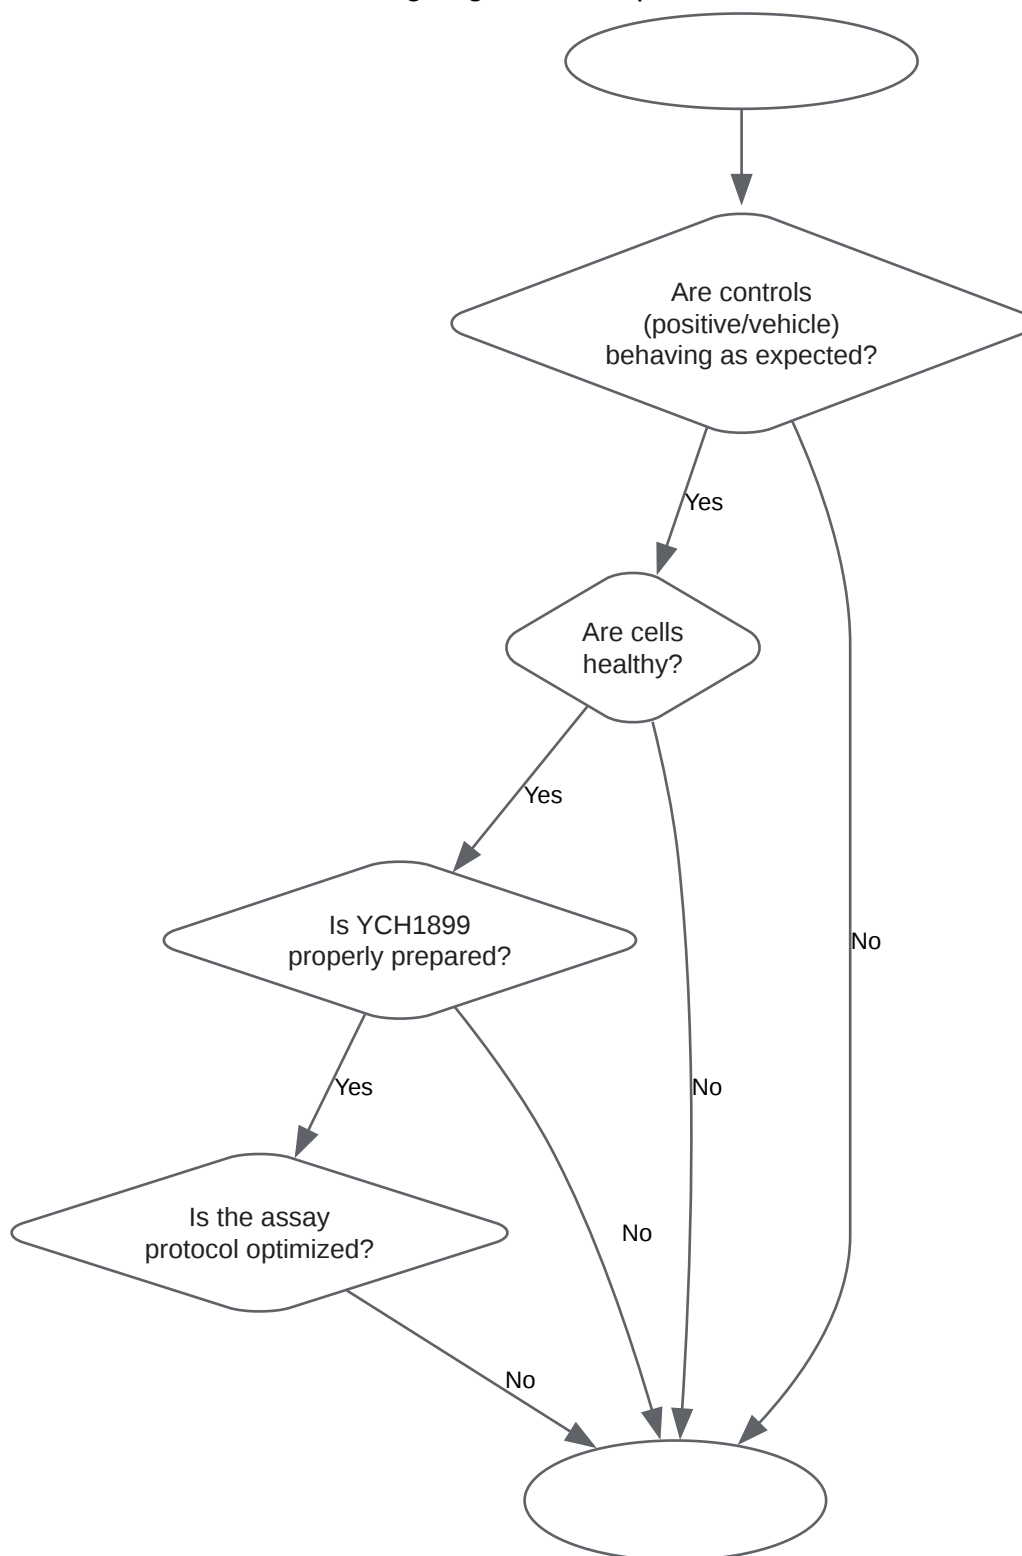 Are controls
(positive/vehicle)
behaving as expected?
Yes
Are cells
healthy?
Yes
Is YCH1899
properly prepared?
No
Yes
No
Is the assay
protocol optimized?
No
No